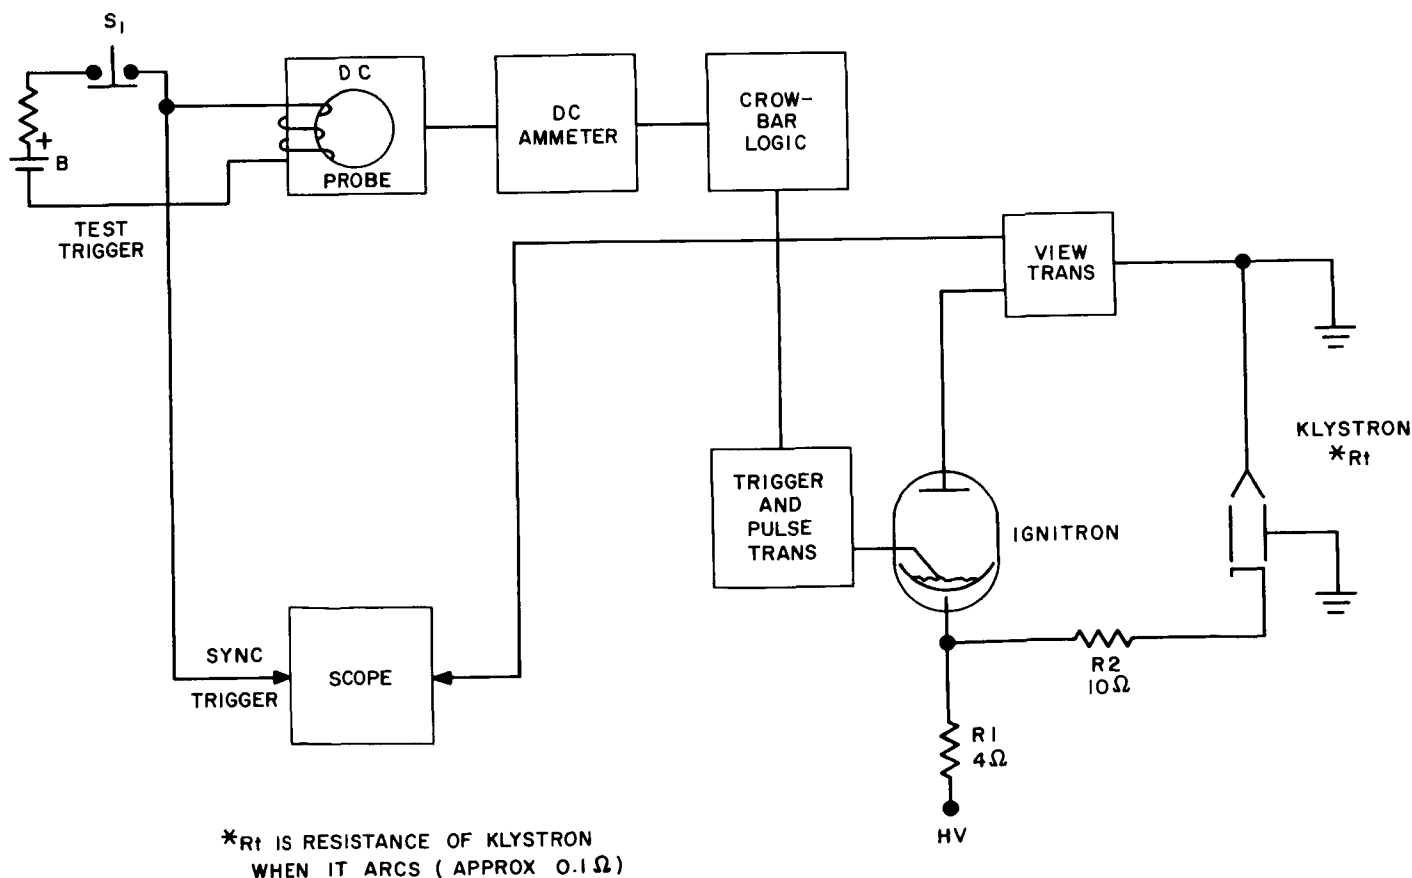 S1
DC
PROBE
DC
AMMETER
CROW-
BAR
LOGIC
+
B
TEST
TRIGGER
VIEW
TRANS
KLYSTRON
*Rt
TRIGGER
AND
PULSE
TRANS
IGNITRON
SYNC
TRIGGER
SCOPE
R2
10Ω
R1
4Ω
HV
*Rt IS RESISTANCE OF KLYSTRON
WHEN IT ARCS ( APPROX 0.1Ω)